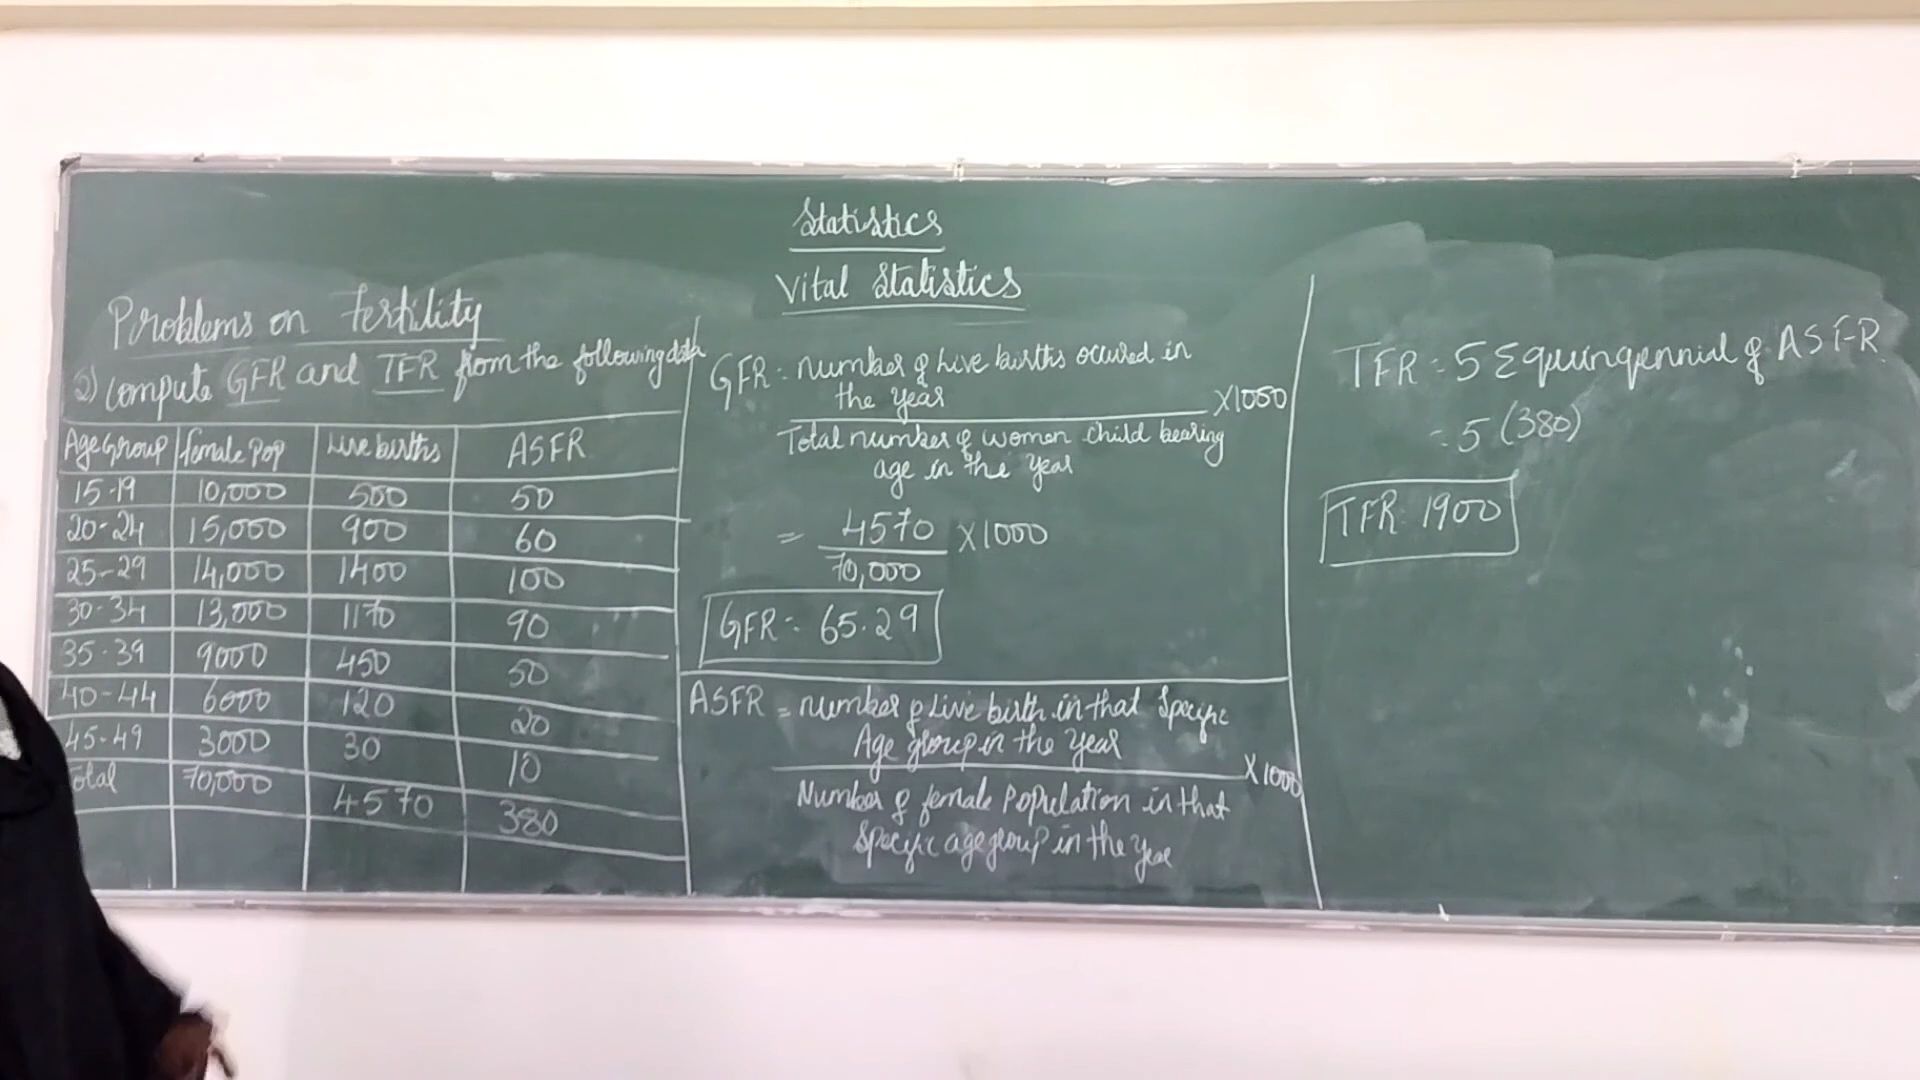 Statistics
Vital Statistics
Problems on Fertility
2) Compute GFR and TFR from the following data
Age Group | female Pop | Live births | ASFR
15-19 | 10,000 | 500 | 50
20-24 | 15,000 | 900 | 60
25-29 | 14,000 | 1400 | 100
30-34 | 13,000 | 1170 | 90
35-39 | 9000 | 450 | 50
40-44 | 6000 | 120 | 20
45-49 | 3000 | 30 | 10
Total | 70,000 | 4570 | 380
GFR = number of Live births occured in
the Year
X1000
Total number of women child bearing
age in the Year
= 4570 X1000
70,000
GFR = 65.29
ASFR = number of Live birth in that Specific
Age group in the Year
X1000
Number of female Population in that
Specific age group in the Year
TFR = 5 Σ quinqennial of ASFR
= 5 (380)
TFR = 1900